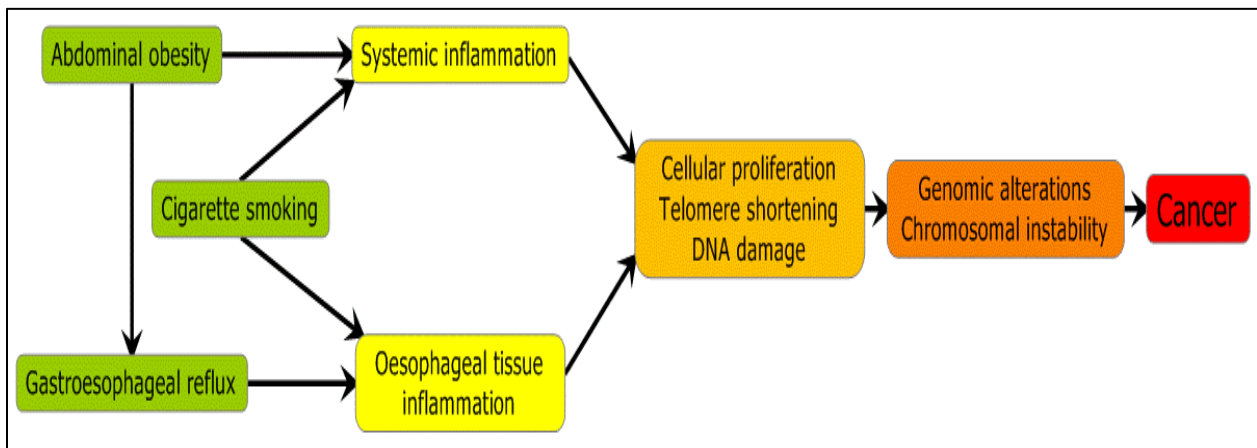 Abdominal obesity
Systemic inflammation
Cigarette smoking
Gastroesophageal reflux
Oesophageal tissue
inflammation
Cellular proliferation
Telomere shortening
DNA damage
Genomic alterations
Chromosomal instability
Cancer